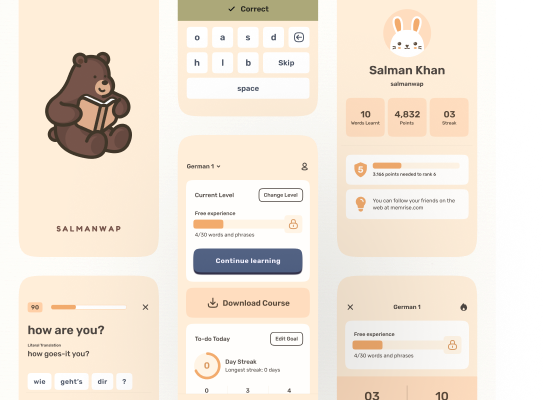 SALMANWAP
90
how are you?
Literal Translation
how goes-it you?
wie geht's dir ?
Correct
o a s d
h l b Skip
space
German 1
Current Level Change Level
Free experience
4/30 words and phrases
Continue learning
Download Course
To-do Today Edit Goal
0 Day Streak
Longest streak: 0 days
0 3 4
Salman Khan
salmanwap
10 4,832 03
Words Learnt Points Streak
5
3.166 points needed to rank 6
You can follow your friends on the
web at memrise.com
German 1
Free experience
4/30 words and phrases
03 10